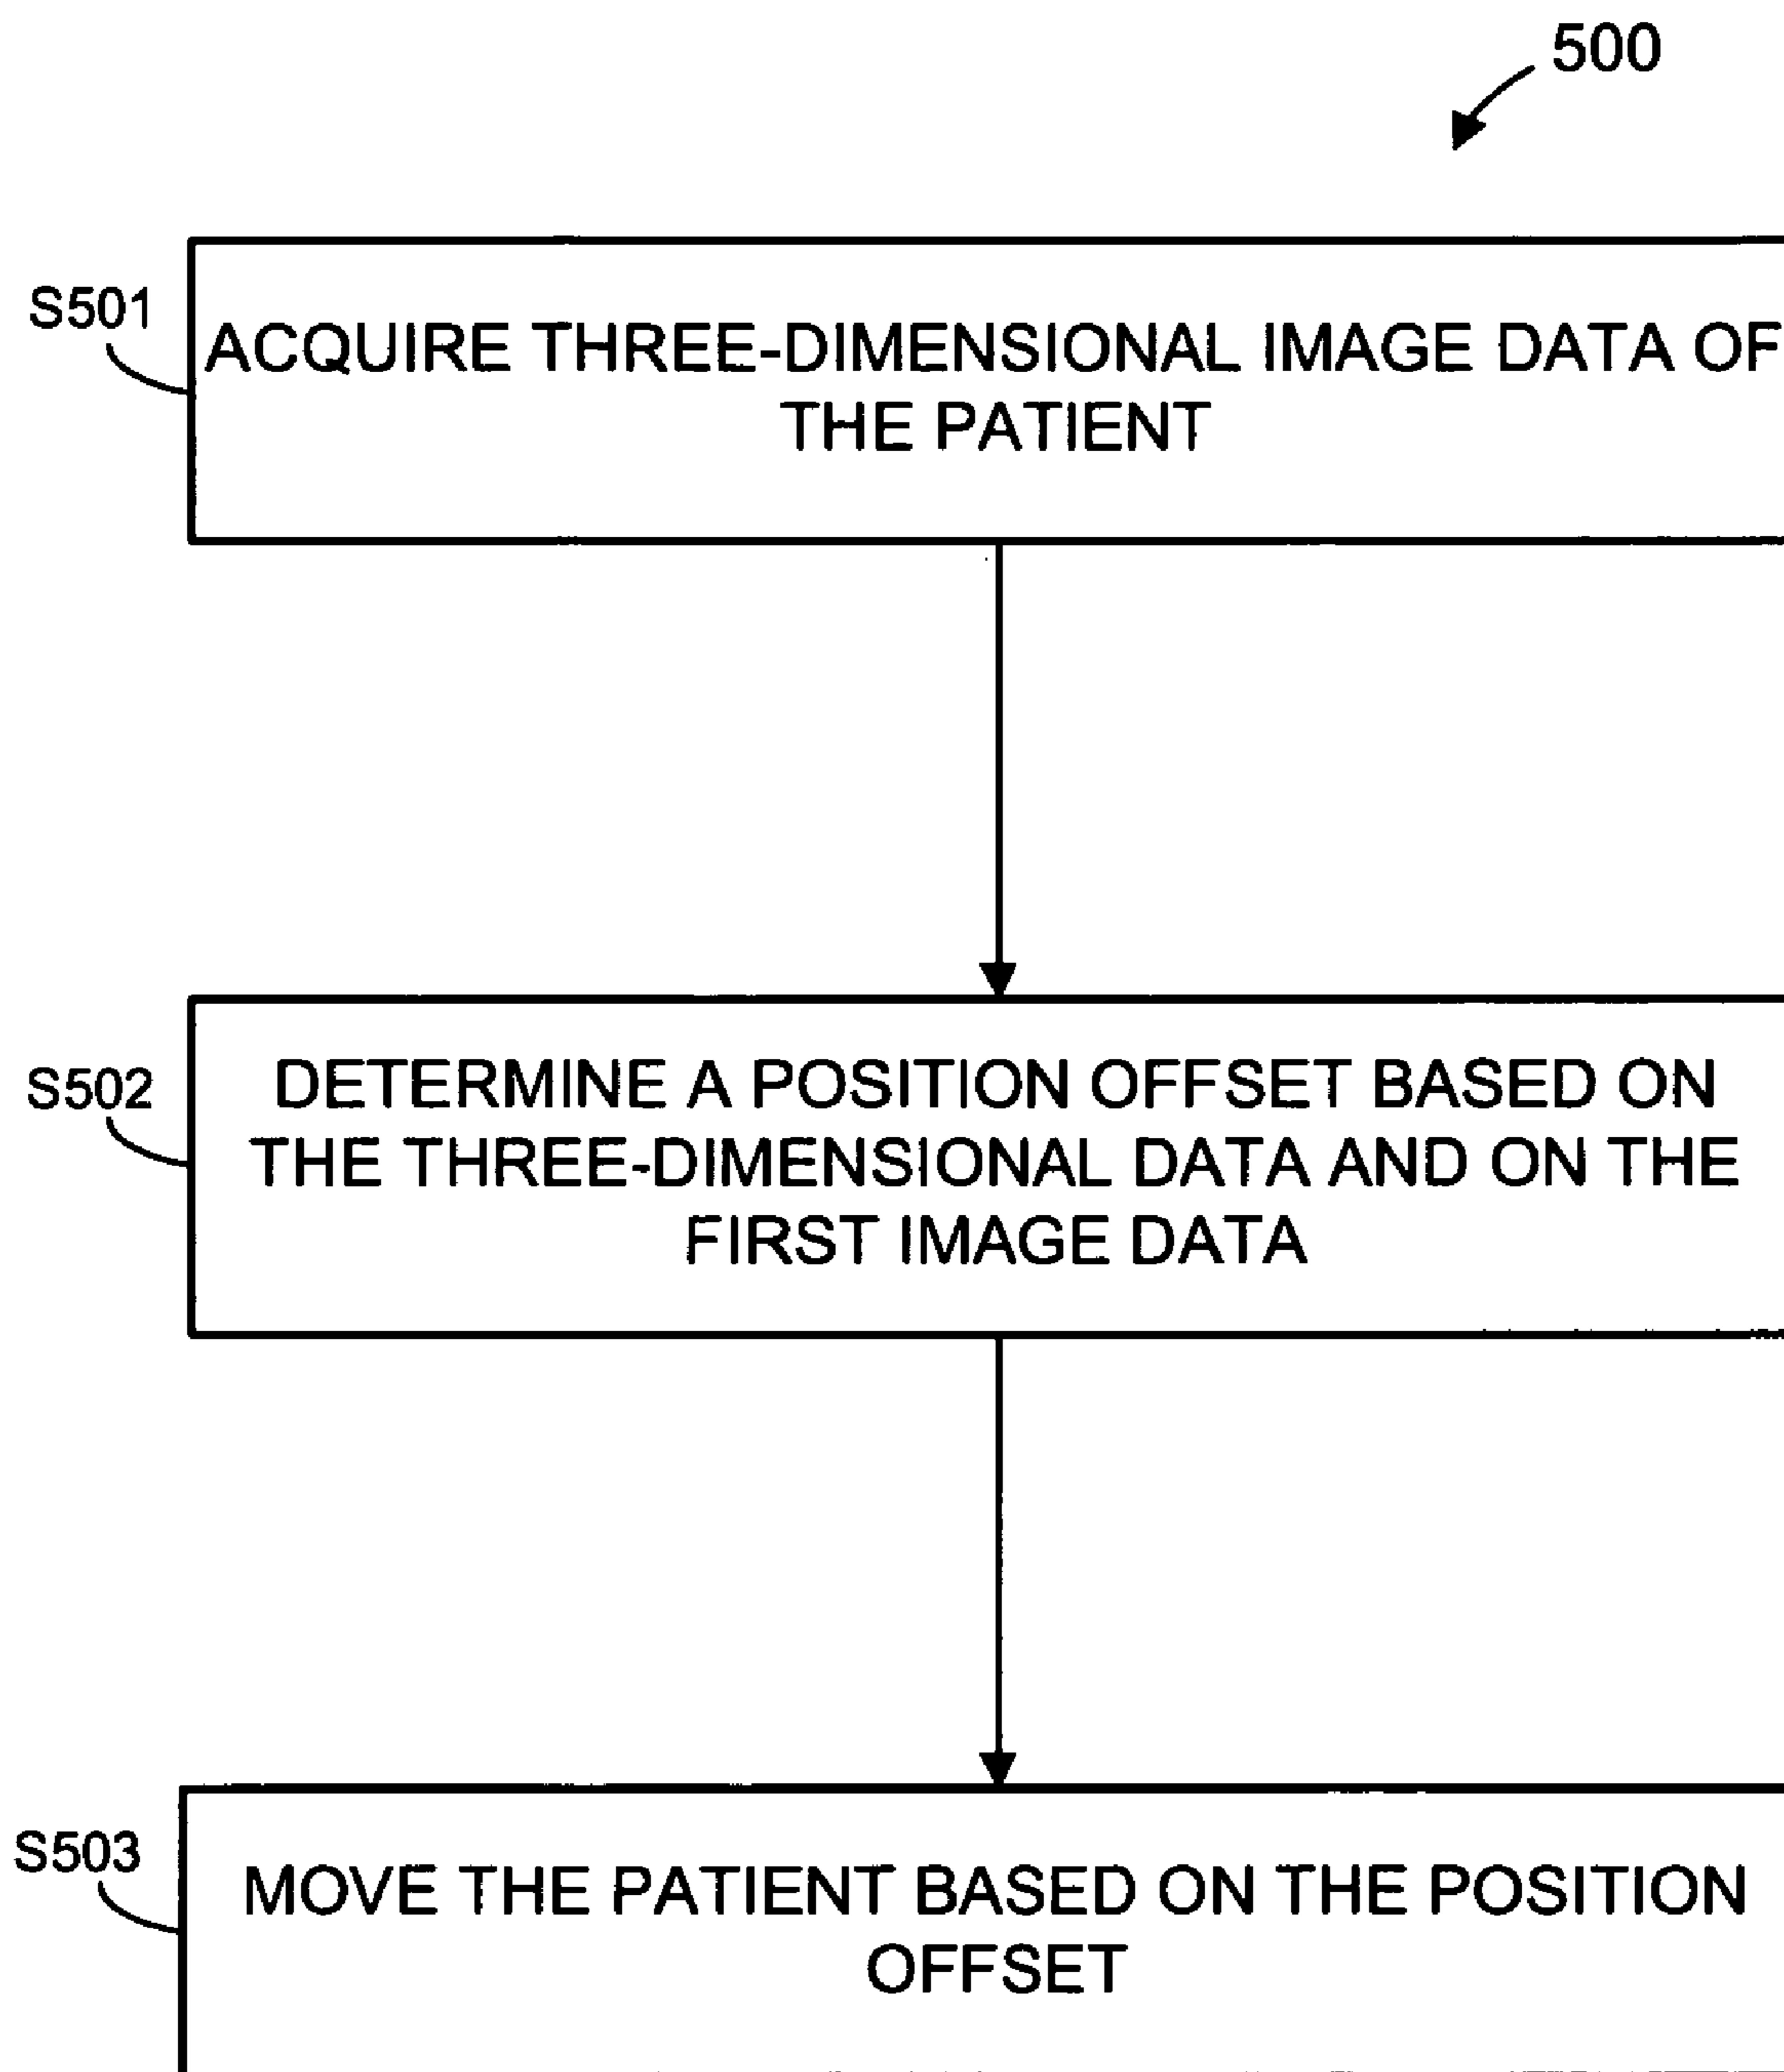 500
S501
ACQUIRE THREE-DIMENSIONAL IMAGE DATA OF
THE PATIENT
S502
DETERMINE A POSITION OFFSET BASED ON
THE THREE-DIMENSIONAL DATA AND ON THE
FIRST IMAGE DATA
S503
MOVE THE PATIENT BASED ON THE POSITION
OFFSET